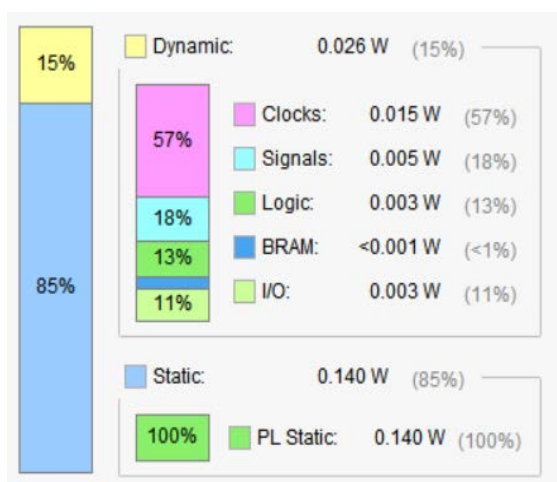 15%
85%
Dynamic: 0.026 W (15%)
57%
18%
13%
11%
Clocks: 0.015 W (57%)
Signals: 0.005 W (18%)
Logic: 0.003 W (13%)
BRAM: <0.001 W (<1%)
I/O: 0.003 W (11%)
Static: 0.140 W (85%)
100%
PL Static: 0.140 W (100%)